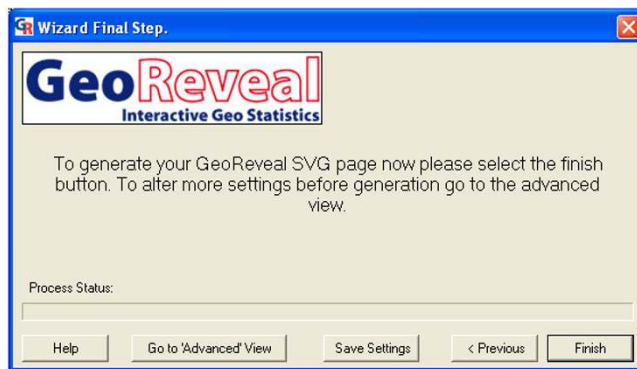 GR Wizard Final Step.
GeoReveal
Interactive Geo Statistics
To generate your GeoReveal SVG page now please select the finish
button. To alter more settings before generation go to the advanced
view.
Process Status:
Help Go to 'Advanced' View Save Settings < Previous Finish